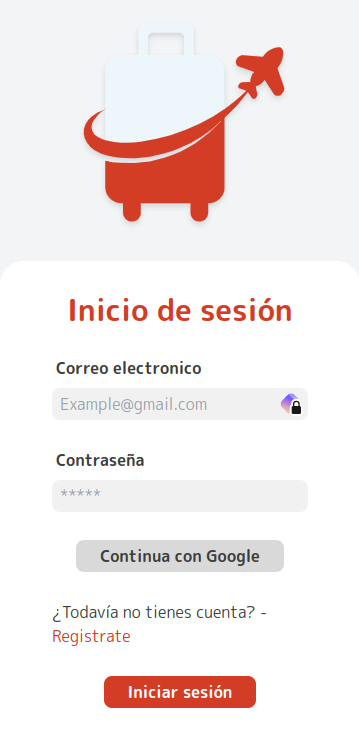 Inicio de sesión
Correo electronico
Example@gmail.com
Contraseña
*****
Continua con Google
¿Todavía no tienes cuenta? -
Registrate
Iniciar sesión